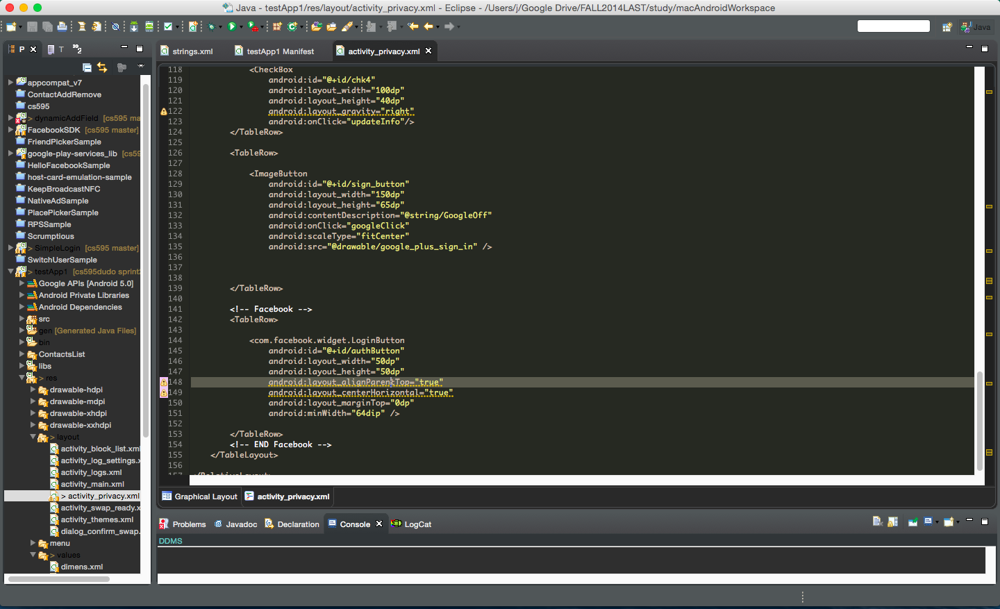 Java - testApp1/res/layout/activity_privacy.xml - Eclipse - /Users/j/Google Drive/FALL2014LAST/study/macAndroidWorkspace
Java
P
T
2
strings.xml
testApp1 Manifest
activity_privacy.xml
appcompat_v7
ContactAddRemove
cs595
> dynamicAddField [cs595 ma
FacebookSDK [cs595 master]
FriendPickerSample
google-play-services_lib [cs59
HelloFacebookSample
host-card-emulation-sample
KeepBroadcastNFC
NativeAdSample
PlacePickerSample
RPSSample
Scrumptious
> SimpleLogin [cs595 master]
SwitchUserSample
> testApp1 [cs595dudo sprint
Google APIs [Android 5.0]
Android Private Libraries
Android Dependencies
src
gen [Generated Java Files]
bin
ContactsList
libs
> res
drawable-hdpi
drawable-mdpi
drawable-xhdpi
drawable-xxhdpi
> layout
activity_block_list.xml
activity_log_settings.x
activity_logs.xml
activity_main.xml
> activity_privacy.xml
activity_swap_ready.x
activity_themes.xml
dialog_confirm_swap.
menu
> values
dimens.xml
118 <CheckBox
119 android:id="@+id/chk4"
120 android:layout_width="100dp"
121 android:layout_height="40dp"
122 android:layout_gravity="right"
123 android:onClick="updateInfo"/>
124 </TableRow>
125
126 <TableRow>
127
128 <ImageButton
129 android:id="@+id/sign_button"
130 android:layout_width="150dp"
131 android:layout_height="65dp"
132 android:contentDescription="@string/GoogleOff"
133 android:onClick="googleClick"
134 android:scaleType="fitCenter"
135 android:src="@drawable/google_plus_sign_in" />
136
137
138
139 </TableRow>
140
141 <!-- Facebook -->
142 <TableRow>
143
144 <com.facebook.widget.LoginButton
145 android:id="@+id/authButton"
146 android:layout_width="50dp"
147 android:layout_height="50dp"
148 android:layout_alignParentTop="true"
149 android:layout_centerHorizontal="true"
150 android:layout_marginTop="0dp"
151 android:minWidth="64dip" />
152
153 </TableRow>
154 <!-- END Facebook -->
155 </TableLayout>
156
157 </RelativeLayout>
Graphical Layout
activity_privacy.xml
Problems
Javadoc
Declaration
Console
LogCat
DDMS